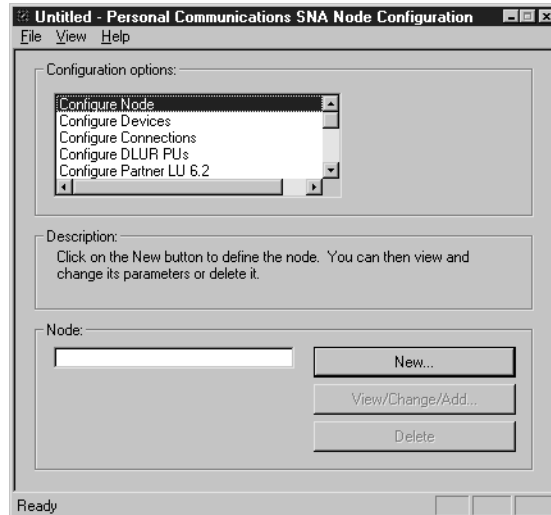 Untitled - Personal Communications SNA Node Configuration
File View Help
Configuration options:
Configure Node
Configure Devices
Configure Connections
Configure DLUR PUs
Configure Partner LU 6.2
Description:
Click on the New button to define the node. You can then view and
change its parameters or delete it.
Node:
New...
View/Change/Add...
Delete
Ready